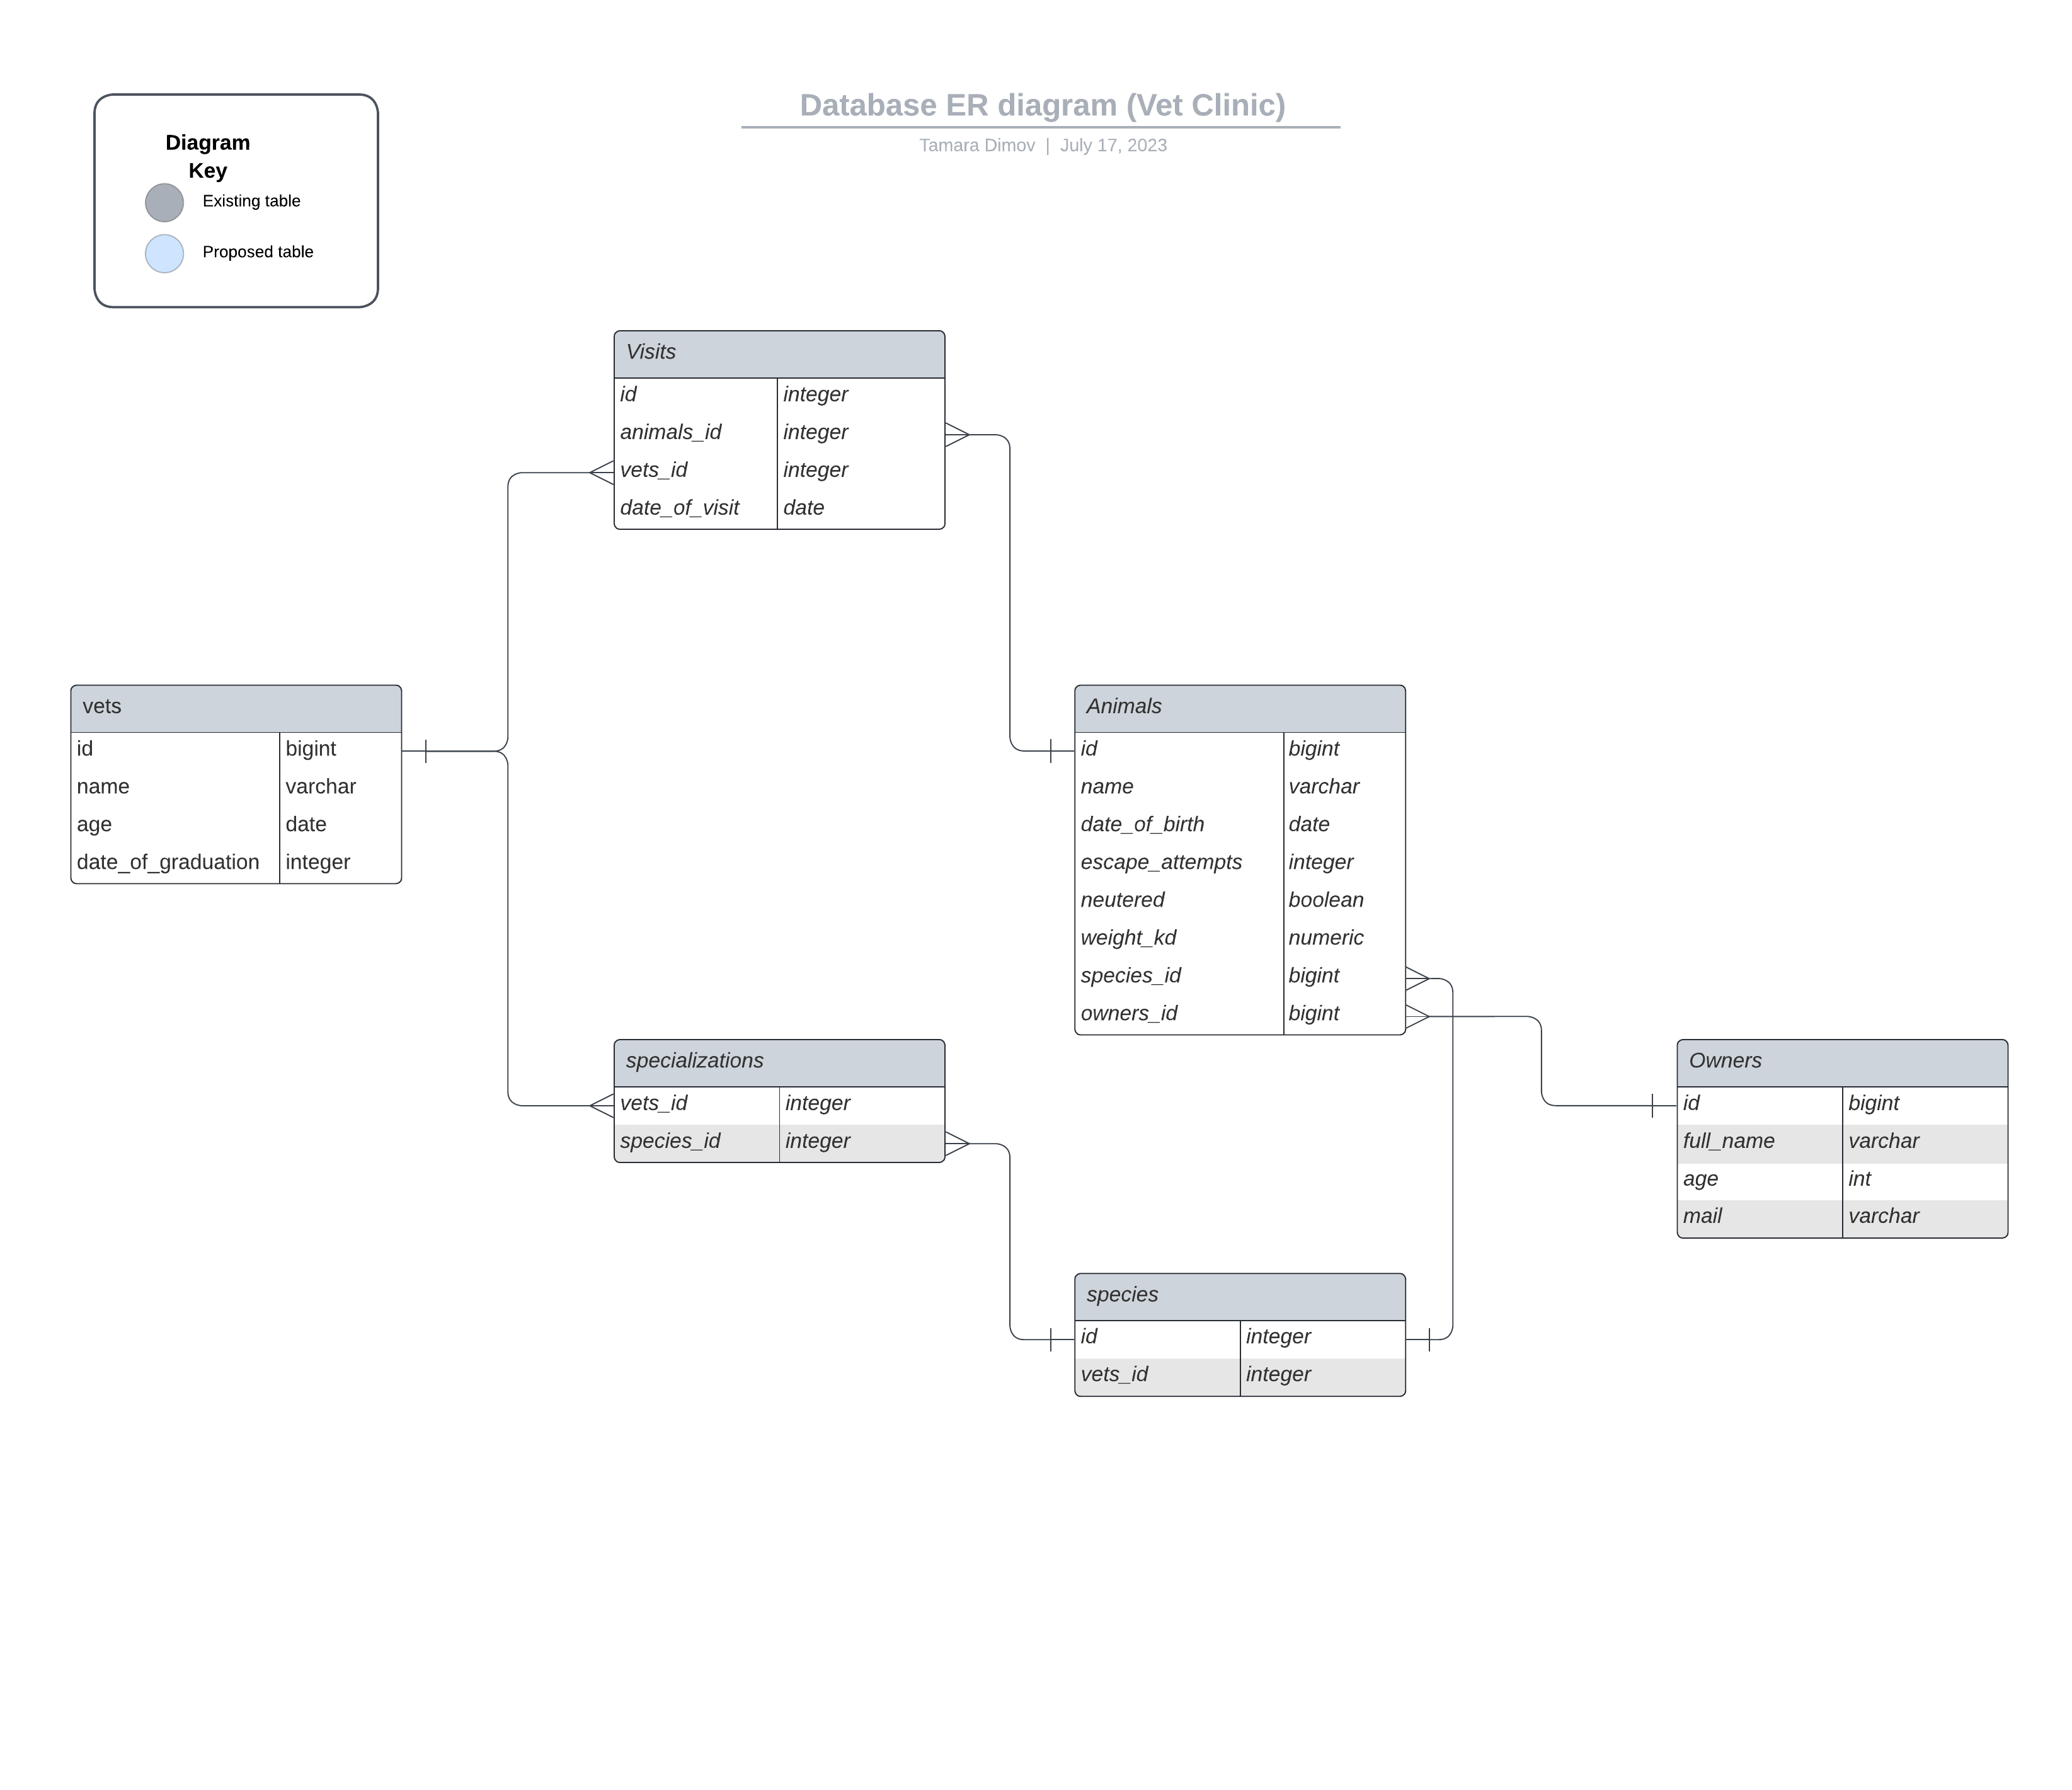 Database ER diagram (Vet Clinic)
Tamara Dimov | July 17, 2023
Diagram
Key
Existing table
Proposed table
Visits
id integer
animals_id integer
vets_id integer
date_of_visit date
vets
id bigint
name varchar
age date
date_of_graduation integer
Animals
id bigint
name varchar
date_of_birth date
escape_attempts integer
neutered boolean
weight_kd numeric
species_id bigint
owners_id bigint
specializations
vets_id integer
species_id integer
Owners
id bigint
full_name varchar
age int
mail varchar
species
id integer
vets_id integer